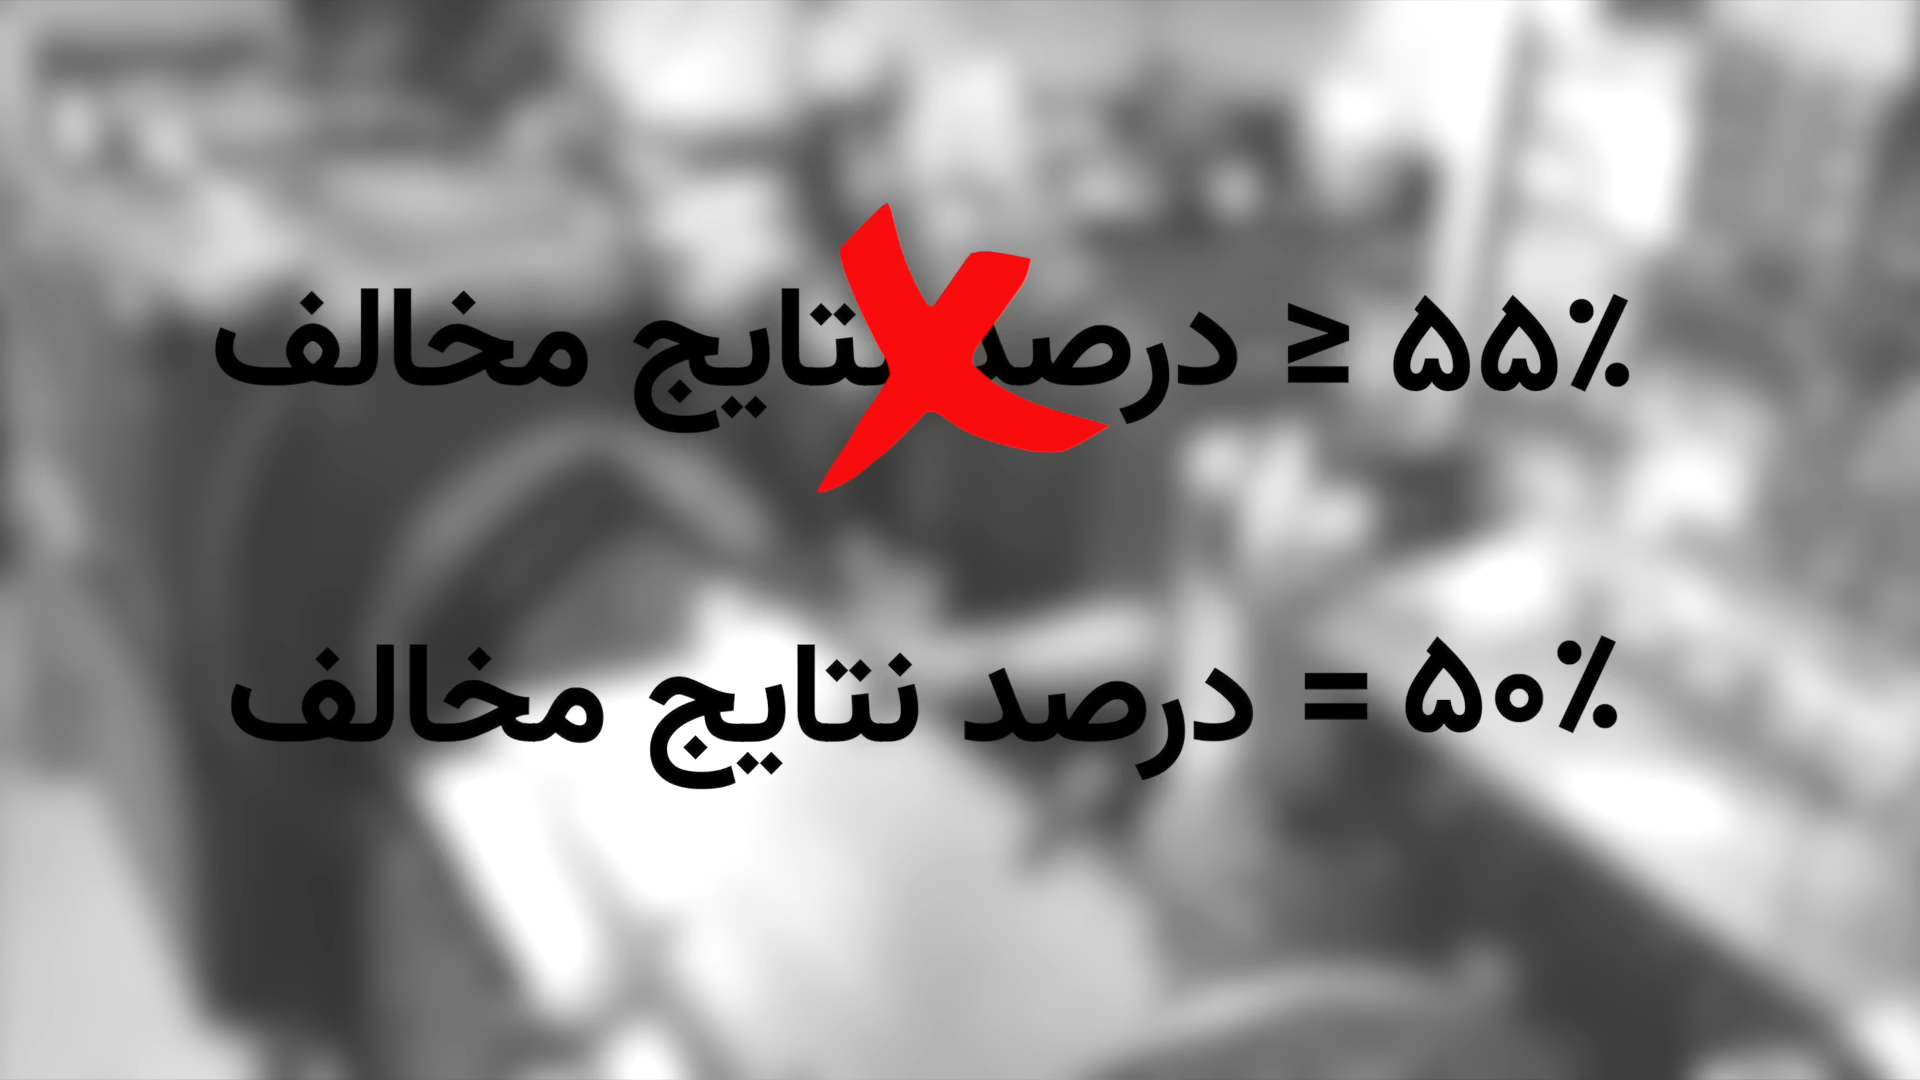 درصد نتایج مخالف ≥ ۵۵٪
درصد نتایج مخالف = ۵۰٪